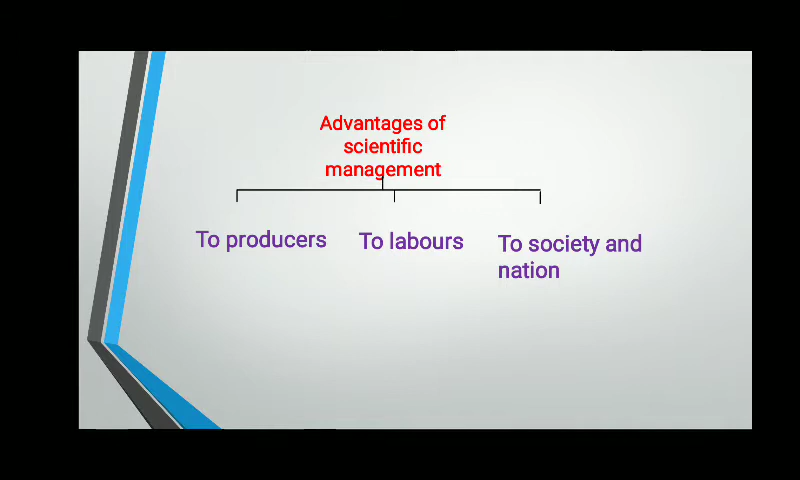 Advantages of
scientific
management
To producers
To labours
To society and
nation